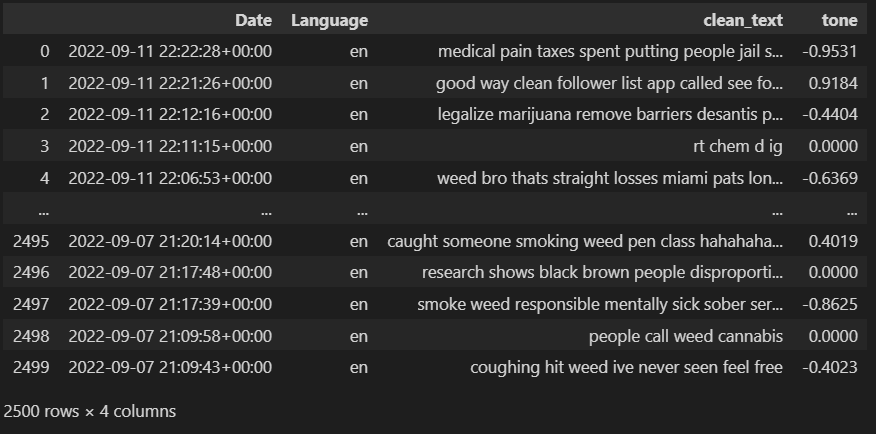 Date Language clean_text tone
0 2022-09-11 22:22:28+00:00 en medical pain taxes spent putting people jail s... -0.9531
1 2022-09-11 22:21:26+00:00 en good way clean follower list app called see fo... 0.9184
2 2022-09-11 22:12:16+00:00 en legalize marijuana remove barriers desantis p... -0.4404
3 2022-09-11 22:11:15+00:00 en rt chem d ig 0.0000
4 2022-09-11 22:06:53+00:00 en weed bro thats straight losses miami pats lon... -0.6369
... ... ... ... ...
2495 2022-09-07 21:20:14+00:00 en caught someone smoking weed pen class hahahaha... 0.4019
2496 2022-09-07 21:17:48+00:00 en research shows black brown people disproporti... 0.0000
2497 2022-09-07 21:17:39+00:00 en smoke weed responsible mentally sick sober ser... -0.8625
2498 2022-09-07 21:09:58+00:00 en people call weed cannabis 0.0000
2499 2022-09-07 21:09:43+00:00 en coughing hit weed ive never seen feel free -0.4023
2500 rows × 4 columns